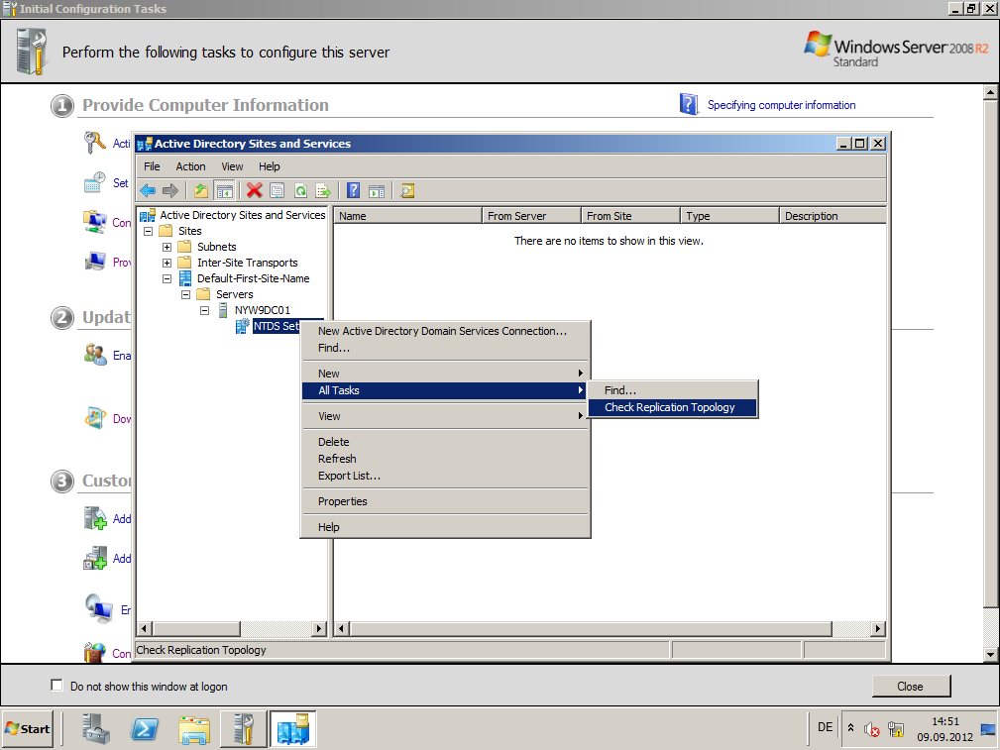 Initial Configuration Tasks
Perform the following tasks to configure this server
Windows Server 2008 R2
Standard
1 Provide Computer Information
Specifying computer information
Acti
Set
Con
Prov
2 Updat
Ena
Dow
3 Custor
Add
Add
En
Con
Active Directory Sites and Services
File Action View Help
Active Directory Sites and Services
Sites
Subnets
Inter-Site Transports
Default-First-Site-Name
Servers
NYW9DC01
NTDS Set
Name From Server From Site Type Description
There are no items to show in this view.
New Active Directory Domain Services Connection...
Find...
New
All Tasks
View
Delete
Refresh
Export List...
Properties
Help
Find...
Check Replication Topology
Check Replication Topology
Do not show this window at logon
Close
Start
DE
14:51
09.09.2012